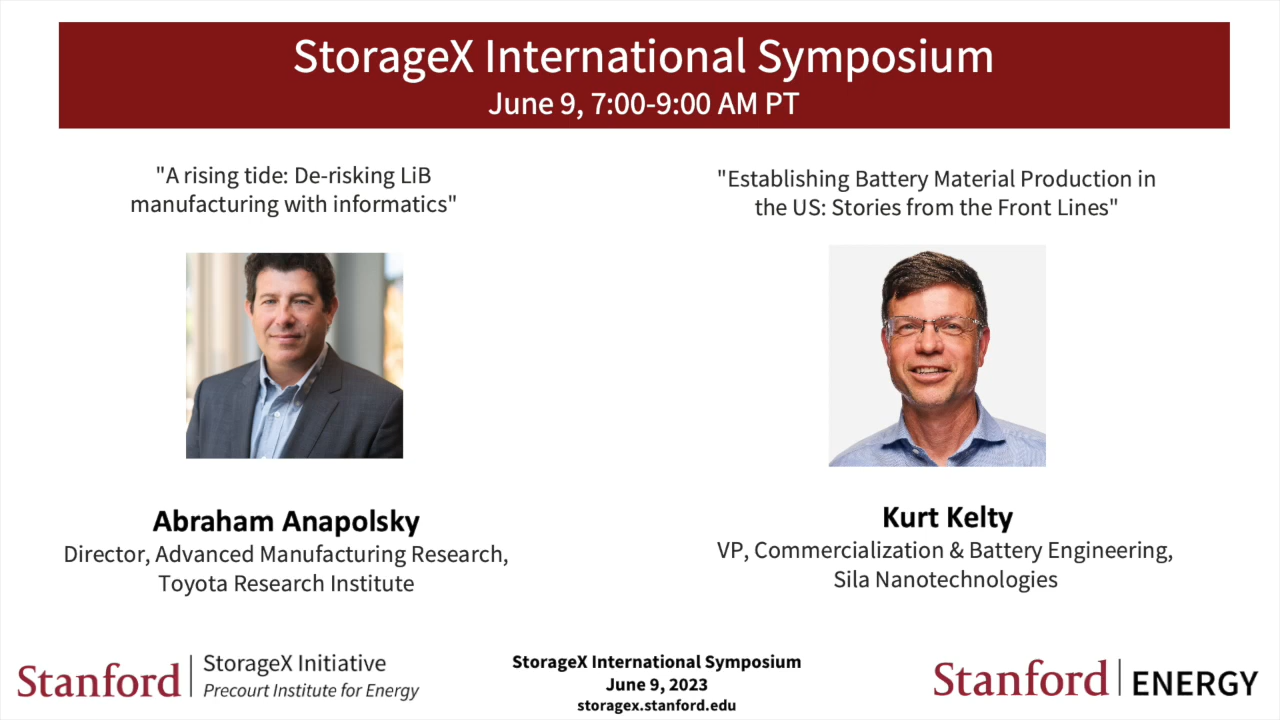 StorageX International Symposium
June 9, 7:00-9:00 AM PT
"A rising tide: De-risking LiB
manufacturing with informatics"
Abraham Anapolsky
Director, Advanced Manufacturing Research,
Toyota Research Institute
"Establishing Battery Material Production in
the US: Stories from the Front Lines"
Kurt Kelty
VP, Commercialization & Battery Engineering,
Sila Nanotechnologies
Stanford
StorageX Initiative
Precourt Institute for Energy
StorageX International Symposium
June 9, 2023
storagex.stanford.edu
Stanford
ENERGY